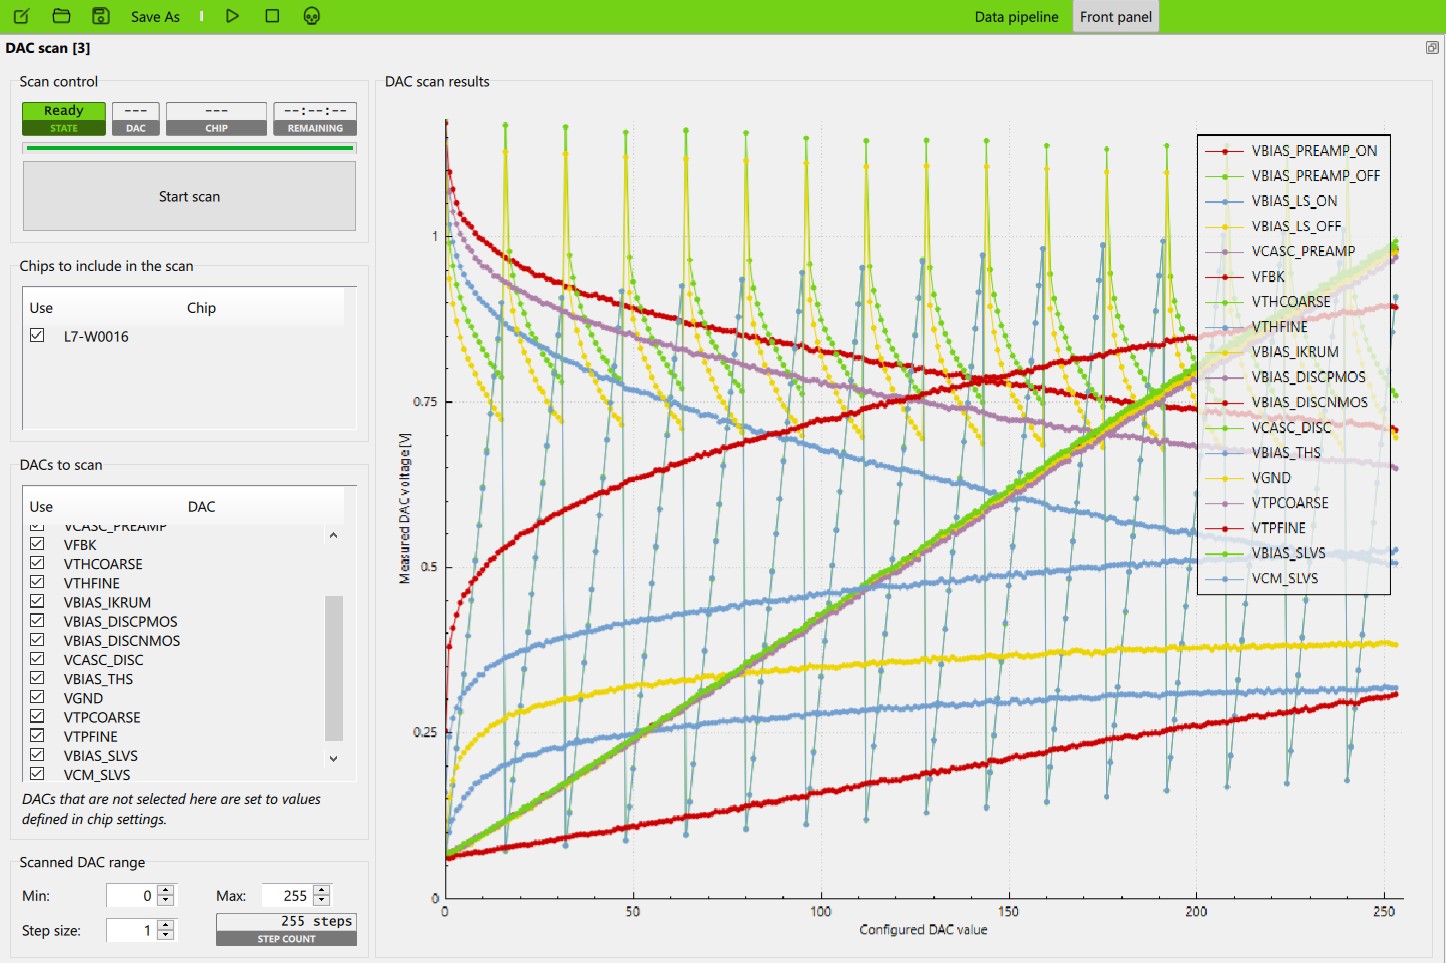 Save As
Data pipeline
Front panel
DAC scan [3]
Scan control
Ready
STATE
---
DAC
---
CHIP
--:--:--
REMAINING
Start scan
Chips to include in the scan
Use Chip
L7-W0016
DACs to scan
Use DAC
VCASC_PREAMP
VFBK
VTHCOARSE
VTHFINE
VBIAS_IKRUM
VBIAS_DISCPMOS
VBIAS_DISCNMOS
VCASC_DISC
VBIAS_THS
VGND
VTPCOARSE
VTPFINE
VBIAS_SLVS
VCM_SLVS
DACs that are not selected here are set to values
defined in chip settings.
Scanned DAC range
Min: 0 Max: 255
Step size: 1 255 steps
STEP COUNT
DAC scan results
Measured DAC voltage [V]
1
0.75
0.5
0.25
0
0 50 100 150 200 250
Configured DAC value
VBIAS_PREAMP_ON
VBIAS_PREAMP_OFF
VBIAS_LS_ON
VBIAS_LS_OFF
VCASC_PREAMP
VFBK
VTHCOARSE
VTHFINE
VBIAS_IKRUM
VBIAS_DISCPMOS
VBIAS_DISCNMOS
VCASC_DISC
VBIAS_THS
VGND
VTPCOARSE
VTPFINE
VBIAS_SLVS
VCM_SLVS